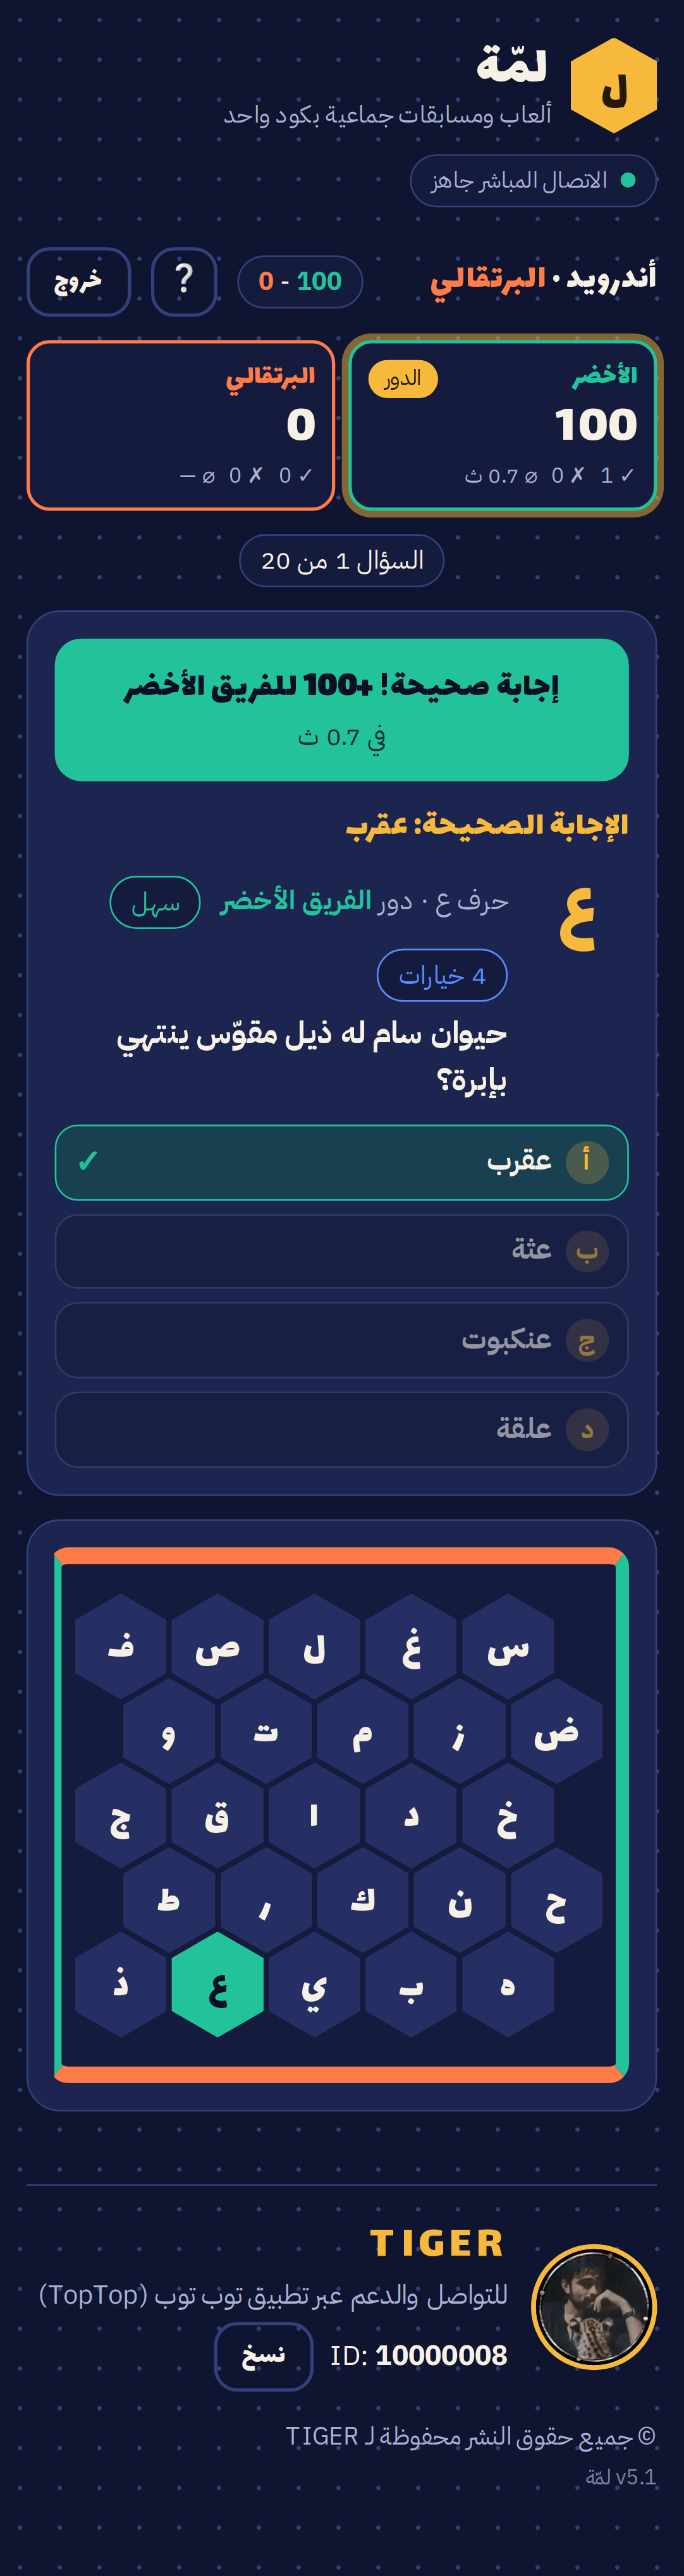 ل
لمّة
ألعاب ومسابقات جماعية بكود واحد
الاتصال المباشر جاهز
أندرويد · البرتقالي
100 - 0
?
خروج
الأخضر
الدور
100
✓ 1 ✗ 0 ⌀ 0.7 ث
البرتقالي
0
✓ 0 ✗ 0 ⌀ —
السؤال 1 من 20
إجابة صحيحة! +100 للفريق الأخضر
في 0.7 ث
الإجابة الصحيحة: عقرب
ع
حرف ع · دور الفريق الأخضر
سهل
4 خيارات
حيوان سام له ذيل مقوّس ينتهي
بإبرة؟
أ عقرب ✓
ب عثة
ج عنكبوت
د علقة
س غ ل ص ف
ض ز م ت و
خ د ا ق ج
ح ن ك ر ط
ه ب ي ع ذ
TIGER
للتواصل والدعم عبر تطبيق توب توب (TopTop)
ID: 10000008
نسخ
© جميع حقوق النشر محفوظة لـ TIGER
لمّة v5.1